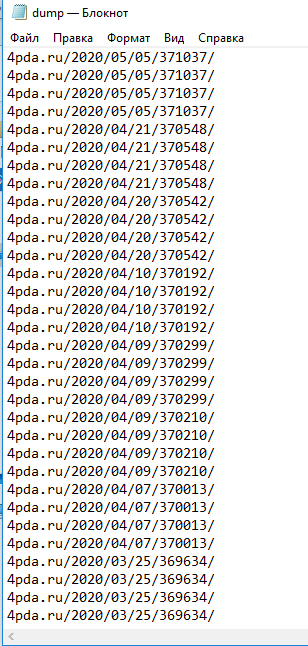 dump — Блокнот
Файл Правка Формат Вид Справка
4pda.ru/2020/05/05/371037/
4pda.ru/2020/05/05/371037/
4pda.ru/2020/05/05/371037/
4pda.ru/2020/05/05/371037/
4pda.ru/2020/04/21/370548/
4pda.ru/2020/04/21/370548/
4pda.ru/2020/04/21/370548/
4pda.ru/2020/04/21/370548/
4pda.ru/2020/04/20/370542/
4pda.ru/2020/04/20/370542/
4pda.ru/2020/04/20/370542/
4pda.ru/2020/04/20/370542/
4pda.ru/2020/04/10/370192/
4pda.ru/2020/04/10/370192/
4pda.ru/2020/04/10/370192/
4pda.ru/2020/04/10/370192/
4pda.ru/2020/04/09/370299/
4pda.ru/2020/04/09/370299/
4pda.ru/2020/04/09/370299/
4pda.ru/2020/04/09/370299/
4pda.ru/2020/04/09/370210/
4pda.ru/2020/04/09/370210/
4pda.ru/2020/04/09/370210/
4pda.ru/2020/04/09/370210/
4pda.ru/2020/04/07/370013/
4pda.ru/2020/04/07/370013/
4pda.ru/2020/04/07/370013/
4pda.ru/2020/04/07/370013/
4pda.ru/2020/03/25/369634/
4pda.ru/2020/03/25/369634/
4pda.ru/2020/03/25/369634/
4pda.ru/2020/03/25/369634/